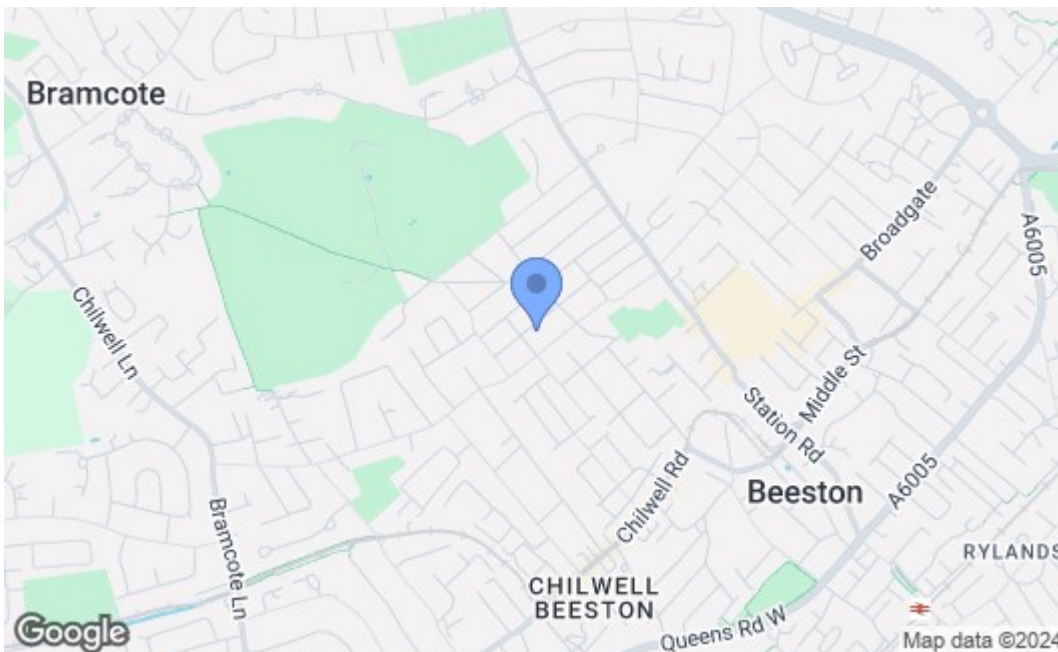 Bramcote
Broadgate
A6005
Chilwell Ln
Middle St
Station Rd
A6005
Chilwell Rd
Beeston
Bramcote Ln
RYLANDS
CHILWELL
BEESTON
Queens Rd W
Google
Map data ©2024